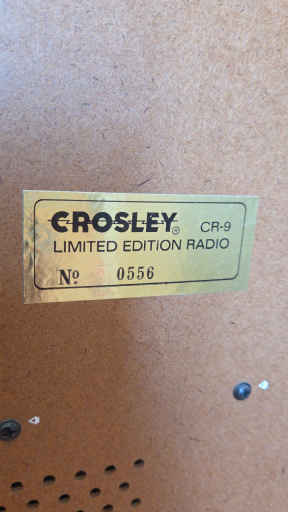 CROSLEY® CR-9
LIMITED EDITION RADIO
Nº 0556